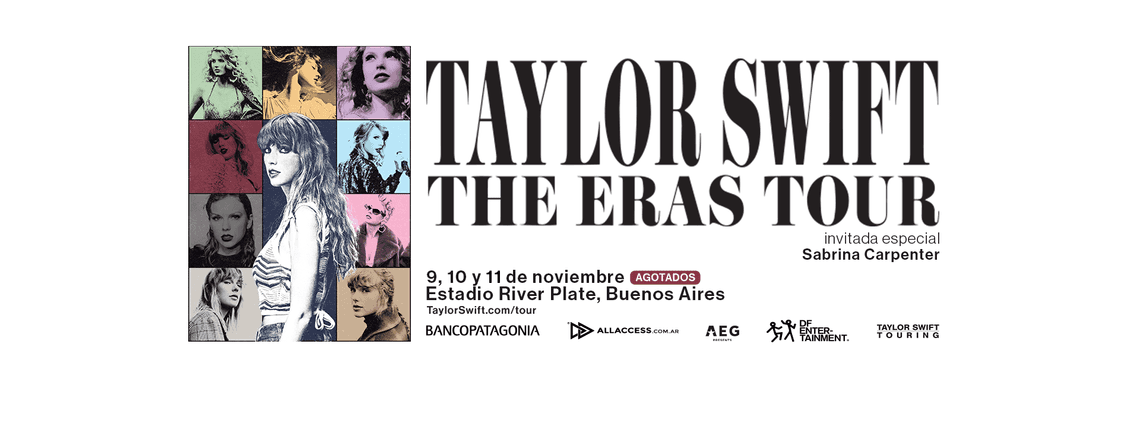 TAYLOR SWIFT
THE ERAS TOUR
invitada especial
Sabrina Carpenter
9, 10 y 11 de noviembre AGOTADOS
Estadio River Plate, Buenos Aires
TaylorSwift.com/tour
BANCOPATAGONIA
ALLACCESS.COM.AR
AEG
PRESENTS
DF
ENTER-
TAINMENT.
TAYLOR SWIFT
TOURING